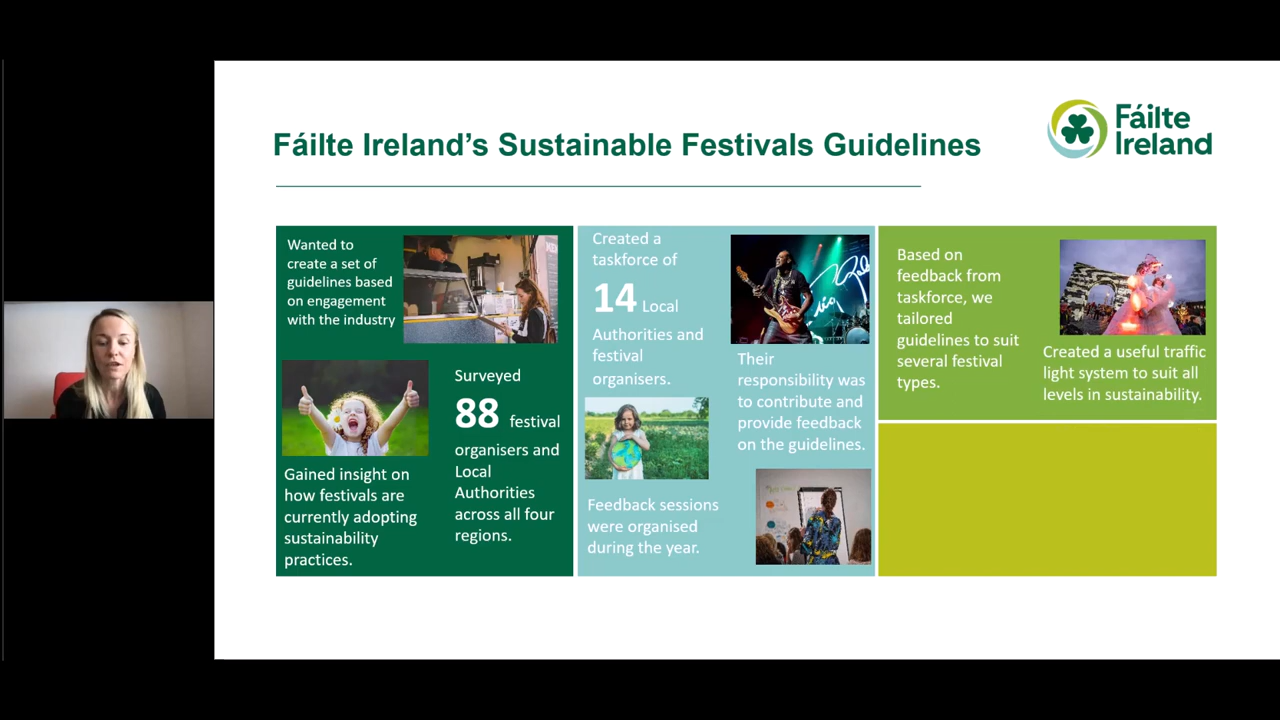 Fáilte Ireland's Sustainable Festivals Guidelines
Fáilte
Ireland
Wanted to
create a set of
guidelines based
on engagement
with the industry
Gained insight on
how festivals are
currently adopting
sustainability
practices.
Surveyed
88 festival
organisers and
Local
Authorities
across all four
regions.
Created a
taskforce of
14 Local
Authorities and
festival
organisers.
Feedback sessions
were organised
during the year.
Their
responsibility was
to contribute and
provide feedback
on the guidelines.
Based on
feedback from
taskforce, we
tailored
guidelines to suit
several festival
types.
Created a useful traffic
light system to suit all
levels in sustainability.